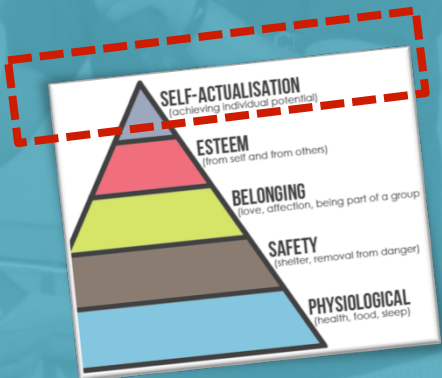 SELF-ACTUALISATION
(achieving individual potential)
ESTEEM
(from self and from others)
BELONGING
(love, affection, being part of a group
SAFETY
(shelter, removal from danger)
PHYSIOLOGICAL
(health, food, sleep)